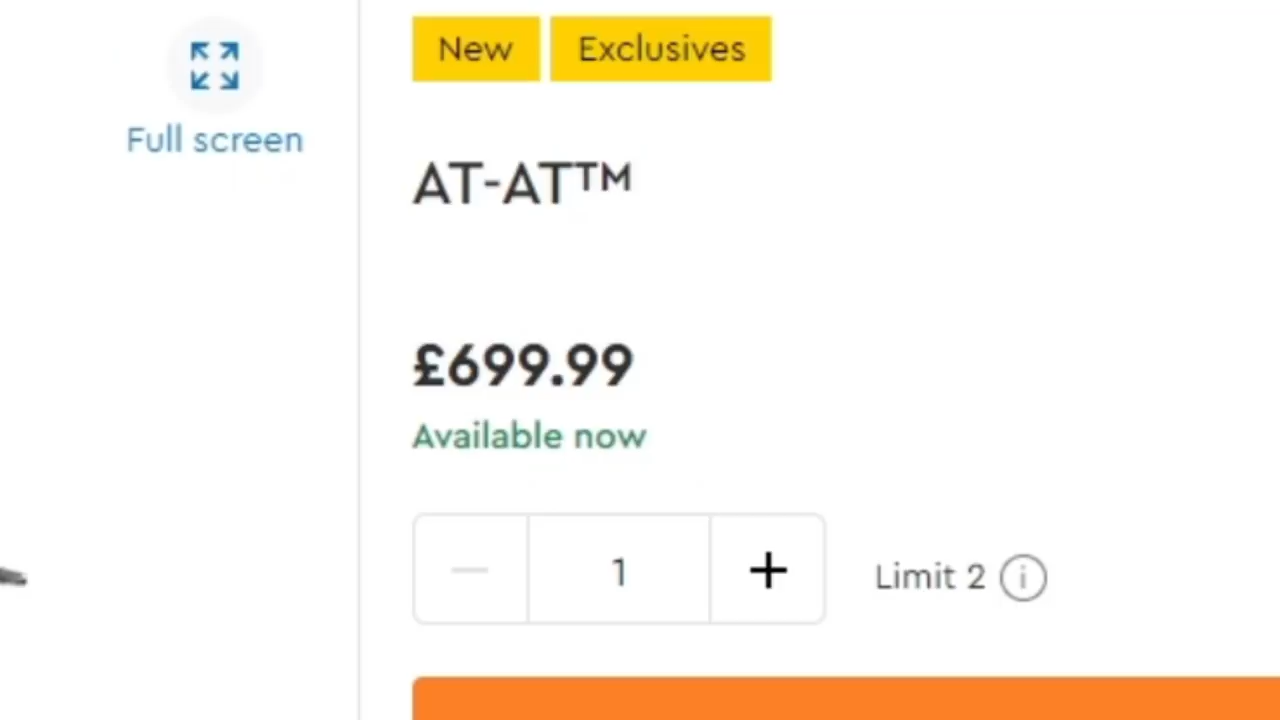 New
Exclusives
Full screen
AT-AT™
£699.99
Available now
1
Limit 2